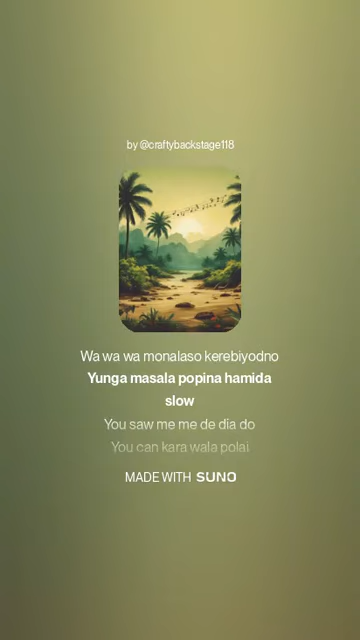 by @craftybackstage118
Wa wa wa monalaso kerebiyodno
Yunga masala popina hamida
slow
You saw me me de dia do
You can kara wala polai
MADE WITH SUNO